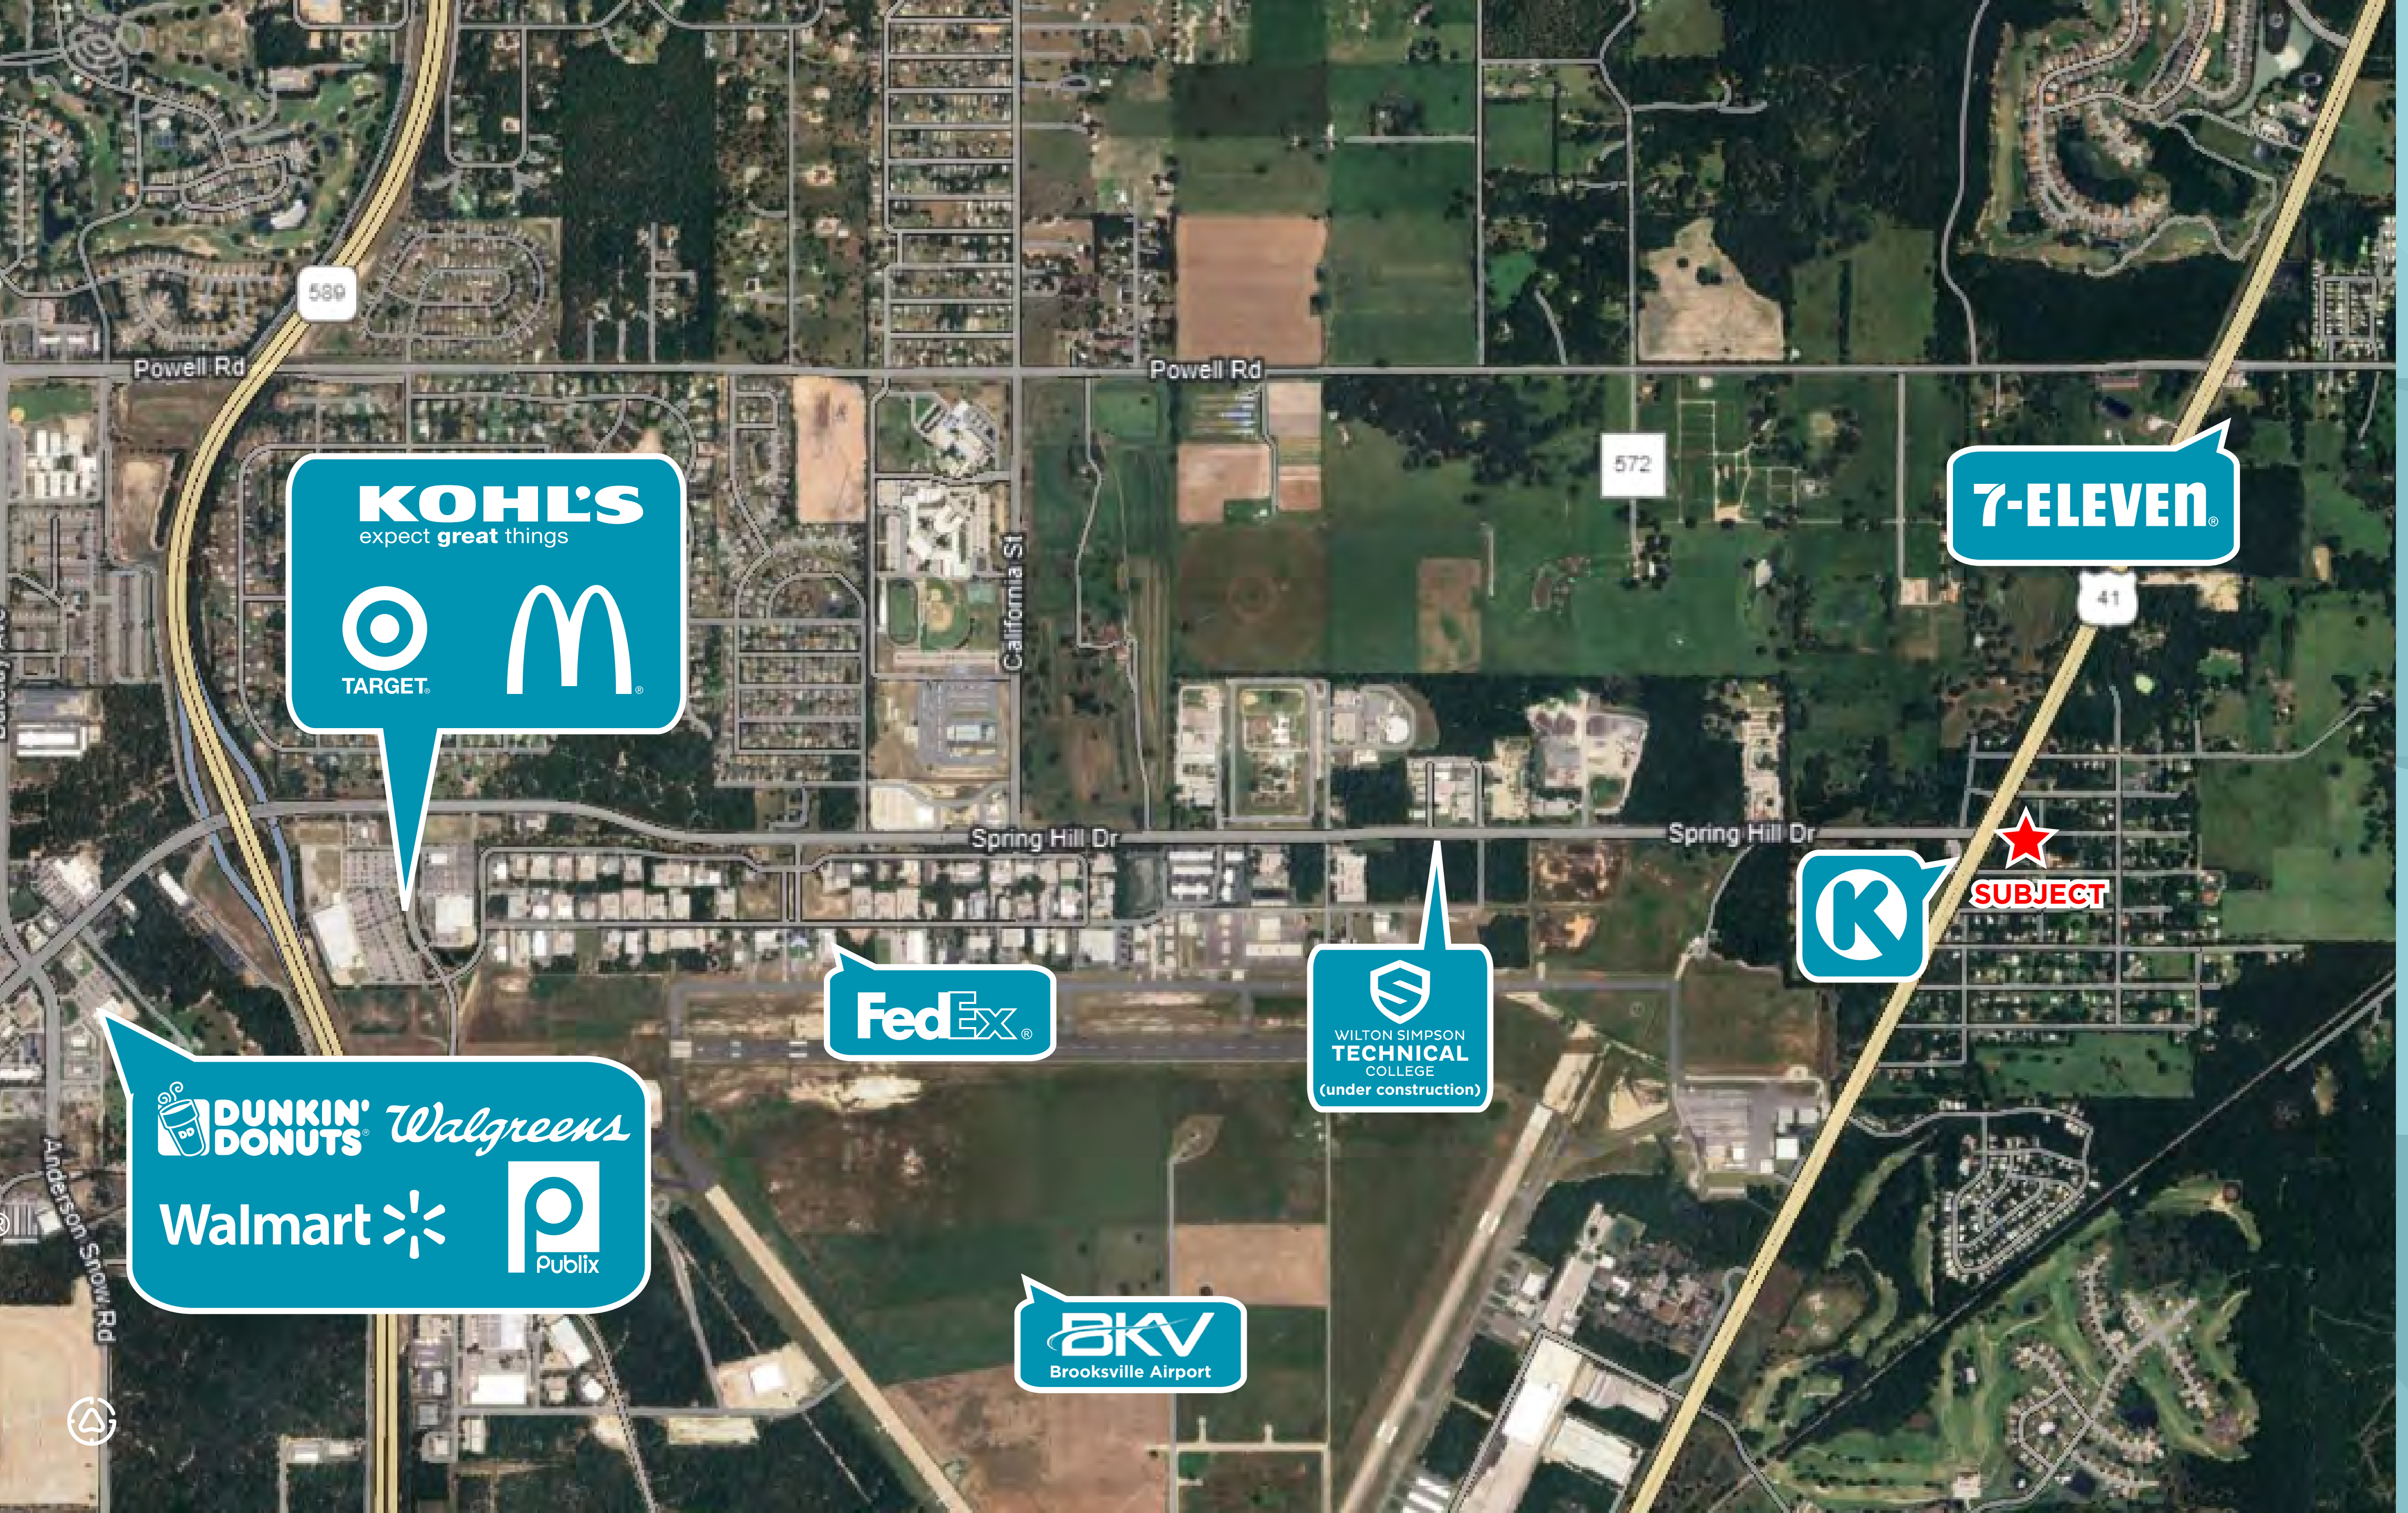 589
Powell Rd
Powell Rd
572
7-ELEVEN®
41
KOHL'S
expect great things
TARGET®
M®
California St
Spring Hill Dr
Spring Hill Dr
K
SUBJECT
FedEx®
WILTON SIMPSON
TECHNICAL
COLLEGE
(under construction)
DD
DUNKIN'
DONUTS®
Walgreens
Walmart
P
Publix
Anderson Snow Rd
BKV
Brooksville Airport